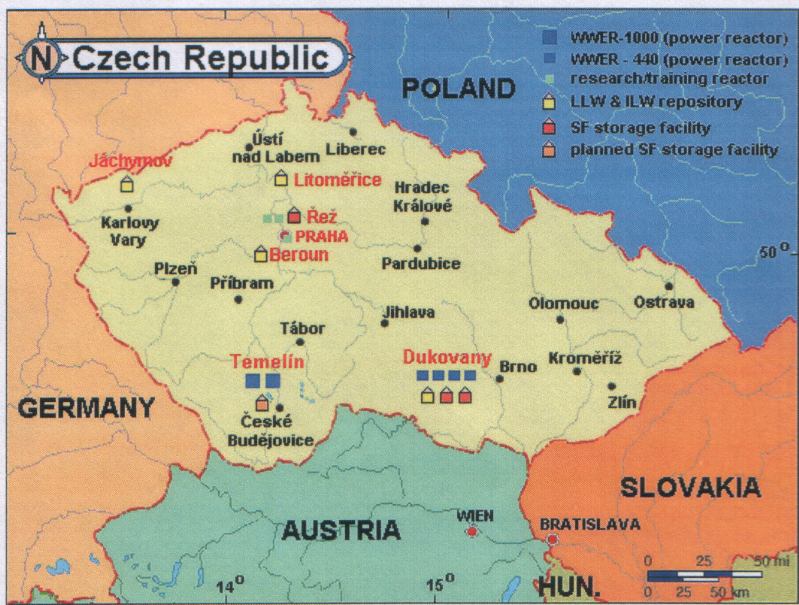 N
Czech Republic
WWER-1000 (power reactor)
WWER - 440 (power reactor)
research/training reactor
LLW & ILW repository
SF storage facility
planned SF storage facility
POLAND
Ústí
nad Labem
Liberec
Jáchymov
Litoměřice
Hradec
Králové
Karlovy
Vary
Řež
PRAHA
Beroun
Pardubice
50°
Plzeň
Příbram
Jihlava
Olomouc
Ostrava
Tábor
Temelín
Dukovany
Brno
Kroměříž
Zlín
GERMANY
České
Budějovice
SLOVAKIA
AUSTRIA
WIEN
BRATISLAVA
0 25 50 mi
0 25 50 km
14°
15°
HUN.